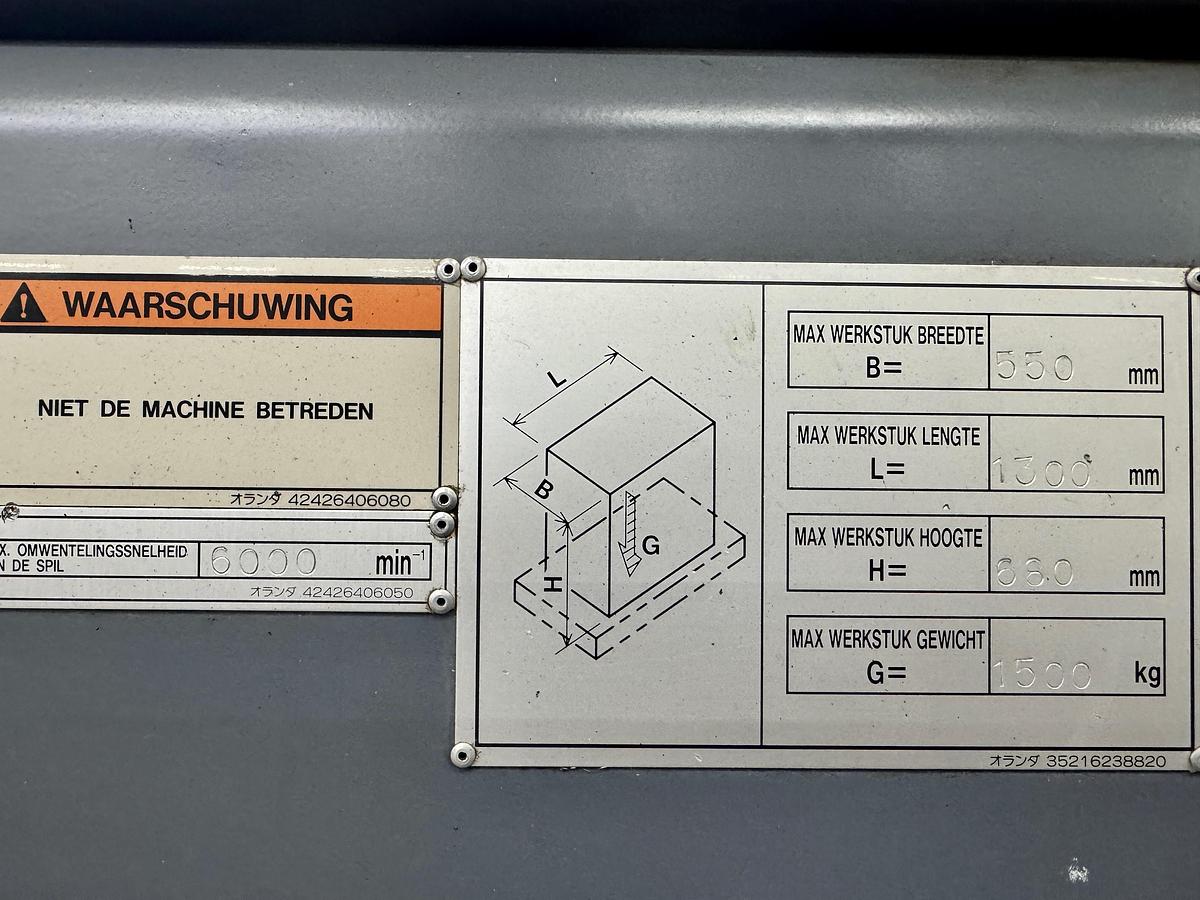 WAARSCHUWING
NIET DE MACHINE BETREDEN
オランダ 42426406080
X. OMWENTELINGSSNELHEID
N DE SPIL
6000 min⁻¹
オランダ 42426406050
L
B
H
G
MAX WERKSTUK BREEDTE
B= 550 mm
MAX WERKSTUK LENGTE
L= 1300 mm
MAX WERKSTUK HOOGTE
H= mm
MAX WERKSTUK GEWICHT
G= 1500 kg
オランダ 35216238820